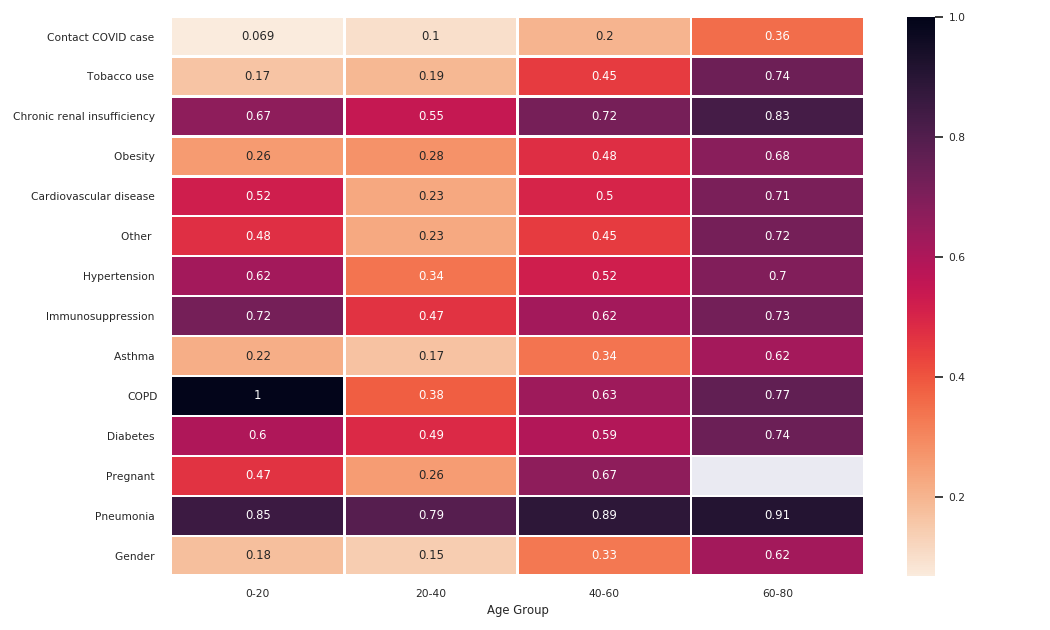 Contact COVID case 0.069 0.1 0.2 0.36
Tobacco use 0.17 0.19 0.45 0.74
Chronic renal insufficiency 0.67 0.55 0.72 0.83
Obesity 0.26 0.28 0.48 0.68
Cardiovascular disease 0.52 0.23 0.5 0.71
Other 0.48 0.23 0.45 0.72
Hypertension 0.62 0.34 0.52 0.7
Immunosuppression 0.72 0.47 0.62 0.73
Asthma 0.22 0.17 0.34 0.62
COPD 1 0.38 0.63 0.77
Diabetes 0.6 0.49 0.59 0.74
Pregnant 0.47 0.26 0.67
Pneumonia 0.85 0.79 0.89 0.91
Gender 0.18 0.15 0.33 0.62
0-20 20-40 40-60 60-80
Age Group
1.0
0.8
0.6
0.4
0.2